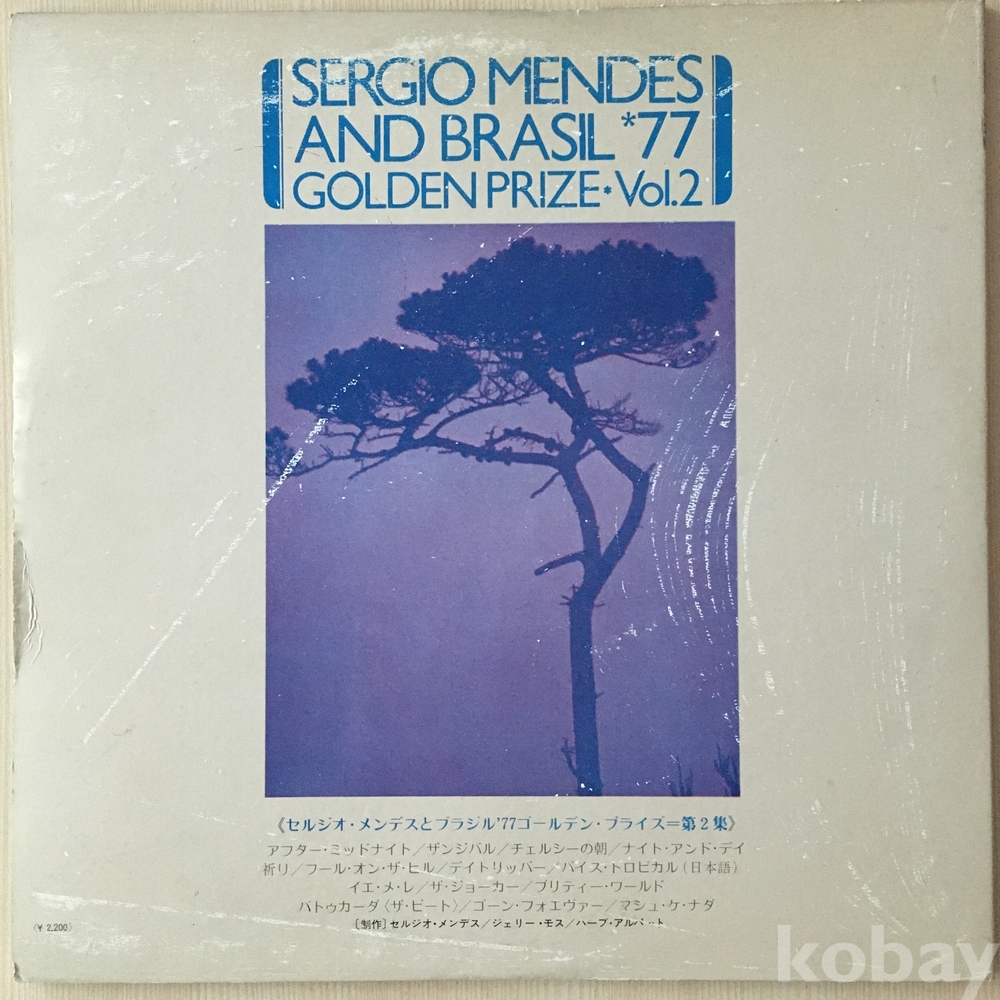 SERGIO MENDES
AND BRASIL *77
GOLDEN PRIZE * Vol.2
《セルジオ・メンデスとブラジル'77ゴールデン・プライズ=第2集》
アフター・ミッドナイト/ザンジバル/チェルシーの朝/ナイト・アンド・デイ
祈り/フール・オン・ザ・ヒル/デイトリッパー/パイス・トロピカル(日本語)
イエ・メ・レ/ザ・ジョーカー/プリティー・ワールド
バトゥカーダ〈ザ・ビート〉/ゴーン・フォエヴァー/マシュ・ケ・ナダ
〔制作〕セルジオ・メンデス/ジェリー・モス/ハーブ・アルパート
(¥ 2,200)
kobay